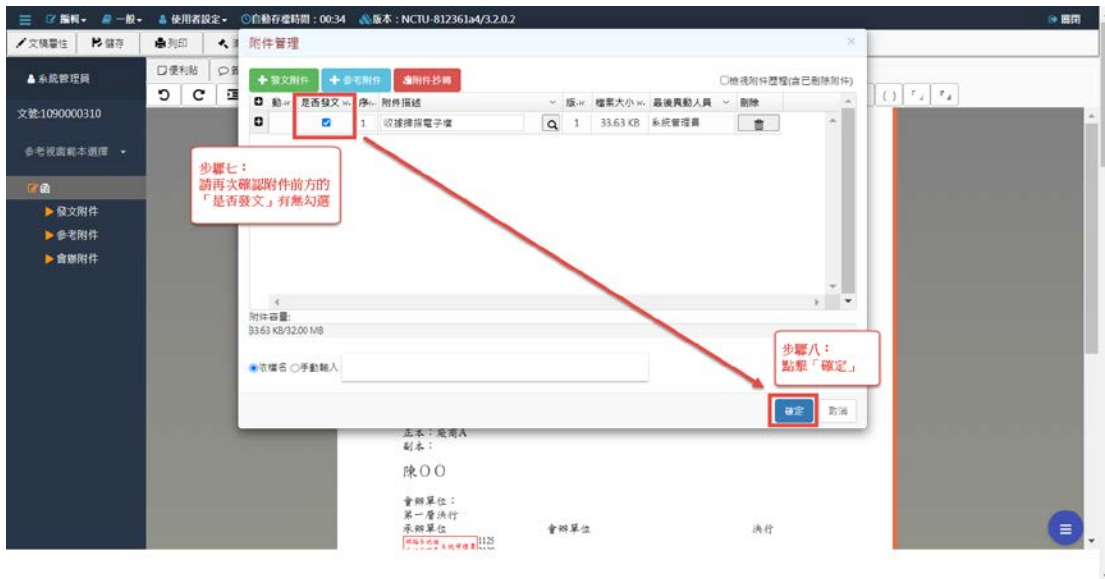 編輯 一般 使用者設定 自動存檔時間：00:34 版本：NCTU-812361a4/3.2.0.2 關閉
文稿屬性 儲存 列印
附件管理 ×
系統管理員
便利貼
文號:1090000310
參考視窗範本選擇
函
發文附件
參考附件
會辦附件
+發文附件 +參考附件 附件抄轉 檢視附件歷程(含已刪除附件)
是否發文 附件描述 檔案大小 最後異動人員 刪除
1 收據掃描電子檔 1 33.63 KB 系統管理員
步驟七：
請再次確認附件前方的
「是否發文」有無勾選
附件容量:
33.63 KB/32.00 MB
依檔名 手動輸入
步驟八：
點擊「確定」
確定 取消
正本：廠商A
副本：
陳〇〇
會辦單位：
第一層決行
承辦單位 會辦單位 決行
1125